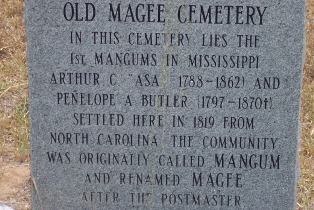 OLD MAGEE CEMETERY
IN THIS CEMETERY LIES THE
1ST MANGUMS IN MISSISSIPPI
ARTHUR C "ASA" 1788-1862) AND
PENELOPE A BUTLER (1797-1870†)
SETTLED HERE IN 1819 FROM
NORTH CAROLINA THE COMMUNITY
WAS ORIGINALLY CALLED MANGUM
AND RENAMED MAGEE
AFTER THE POSTMASTER